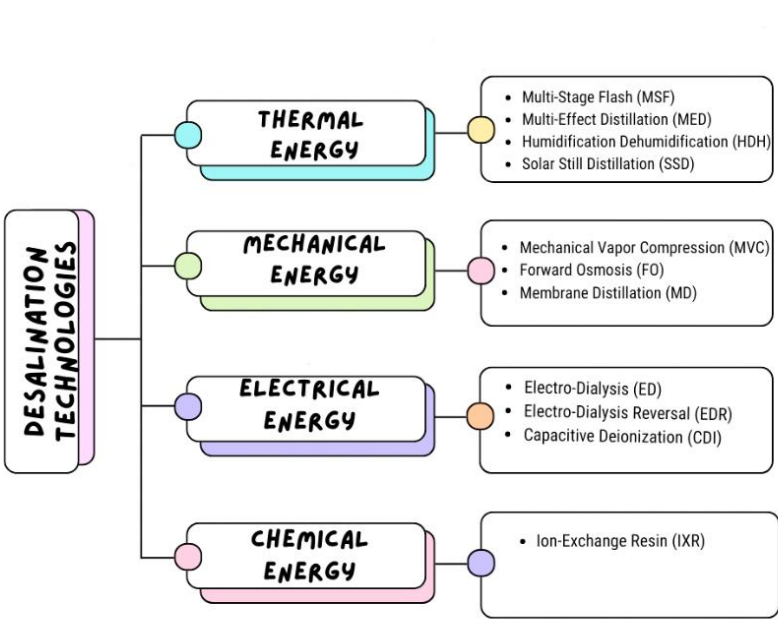 DESALINATION
TECHNOLOGIES
THERMAL
ENERGY
• Multi-Stage Flash (MSF)
• Multi-Effect Distillation (MED)
• Humidification Dehumidification (HDH)
• Solar Still Distillation (SSD)
MECHANICAL
ENERGY
• Mechanical Vapor Compression (MVC)
• Forward Osmosis (FO)
• Membrane Distillation (MD)
ELECTRICAL
ENERGY
• Electro-Dialysis (ED)
• Electro-Dialysis Reversal (EDR)
• Capacitive Deionization (CDI)
CHEMICAL
ENERGY
• Ion-Exchange Resin (IXR)